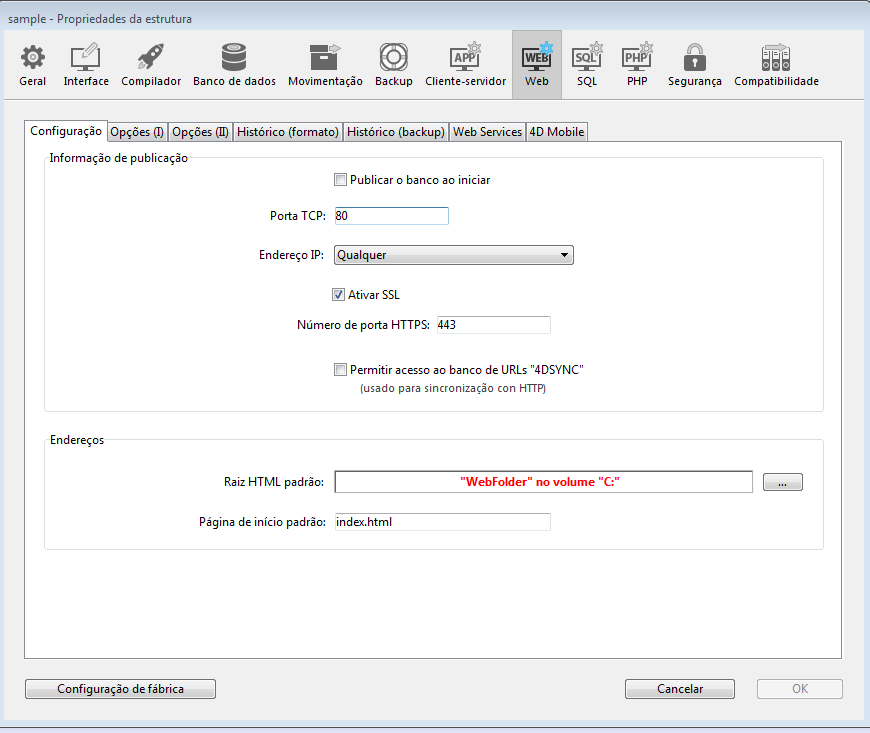 sample - Propriedades da estrutura
APP WEB SQL PHP
Geral Interface Compilador Banco de dados Movimentação Backup Cliente-servidor Web SQL PHP Segurança Compatibilidade
Configuração Opções (I) Opções (II) Histórico (formato) Histórico (backup) Web Services 4D Mobile
Informação de publicação
Publicar o banco ao iniciar
Porta TCP: 80
Endereço IP: Qualquer
Ativar SSL
Número de porta HTTPS: 443
Permitir acesso ao banco de URLs "4DSYNC"
(usado para sincronização con HTTP)
Endereços
Raiz HTML padrão: "WebFolder" no volume "C:" ...
Página de início padrão: index.html
Configuração de fábrica Cancelar OK